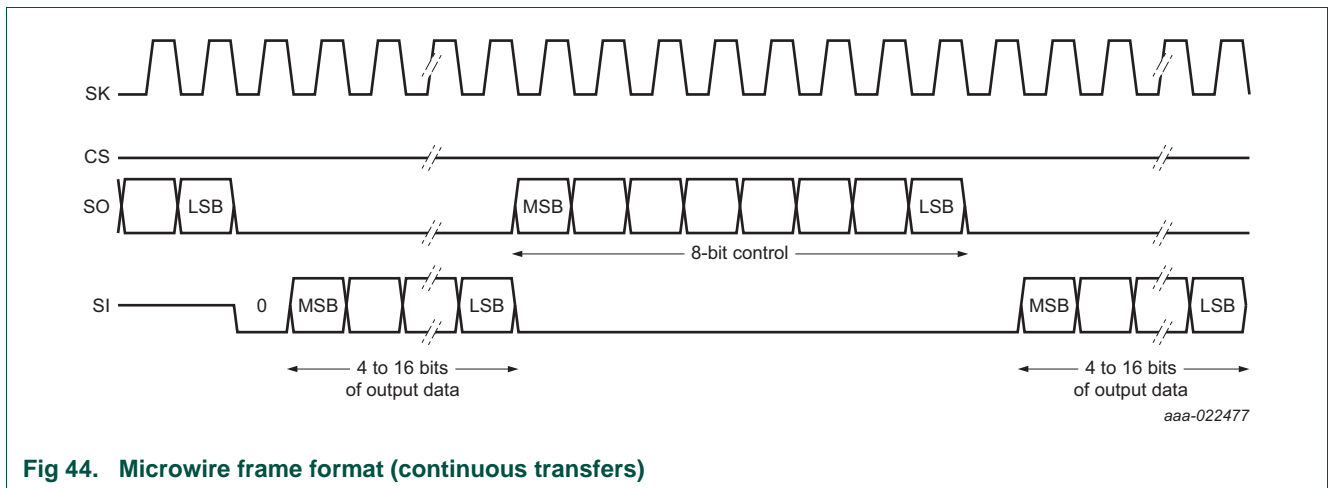 SK
CS
SO
LSB
MSB
LSB
8-bit control
SI
0
MSB
LSB
MSB
LSB
4 to 16 bits
of output data
4 to 16 bits
of output data
aaa-022477
Fig 44. Microwire frame format (continuous transfers)